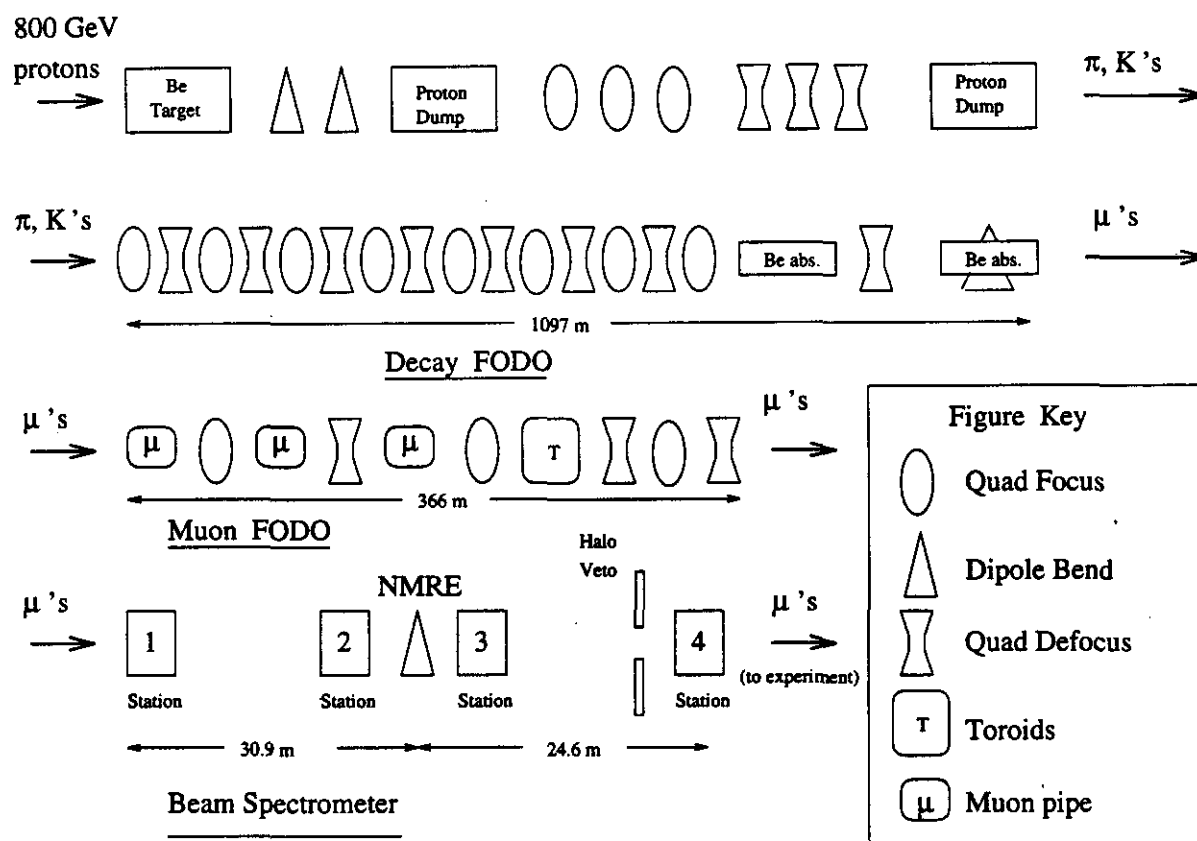 800 GeV
protons
Be
Target
Proton
Dump
Proton
Dump
π, K's
π, K 's
Be abs.
Be abs.
μ 's
1097 m
Decay FODO
μ 's
μ
μ
μ
T
μ 's
366 m
Muon FODO
Halo
Veto
NMRE
μ 's
1
2
3
4
μ 's
(to experiment)
Station
Station
Station
Station
30.9 m
24.6 m
Beam Spectrometer
Figure Key
Quad Focus
Dipole Bend
Quad Defocus
T
Toroids
μ
Muon pipe